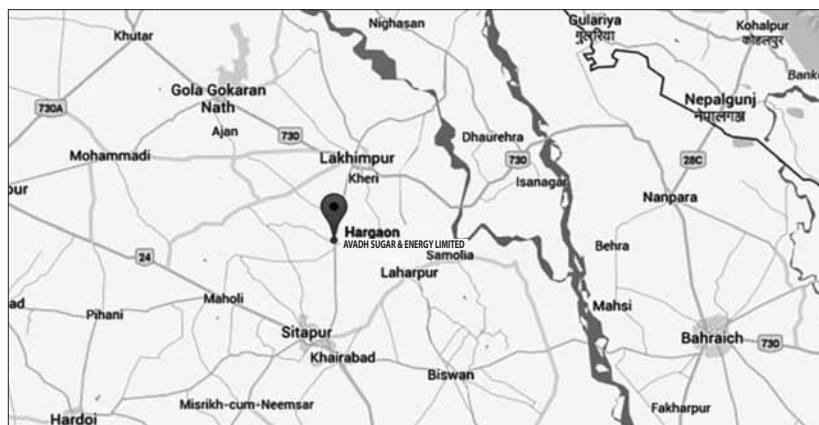 Nighasan
Gulariya
गुलरिया
Kohalpur
कोहलपुर
Khutar
Gola Gokaran
Nath
730A
Ajan
730
Dhaurehra
Nepalgunj
नेपालगञ्ज
Mohammadi
Lakhimpur
Kheri
730
28C
Isanagar
Nanpara
Hargaon
AVADH SUGAR & ENERGY LIMITED
Behra
24
Samolia
Laharpur
Maholi
Mahsi
Pihani
Sitapur
Bahraich
730
Khairabad
Biswan
Misrikh-cum-Neemsar
Fakharpur
Hardoi